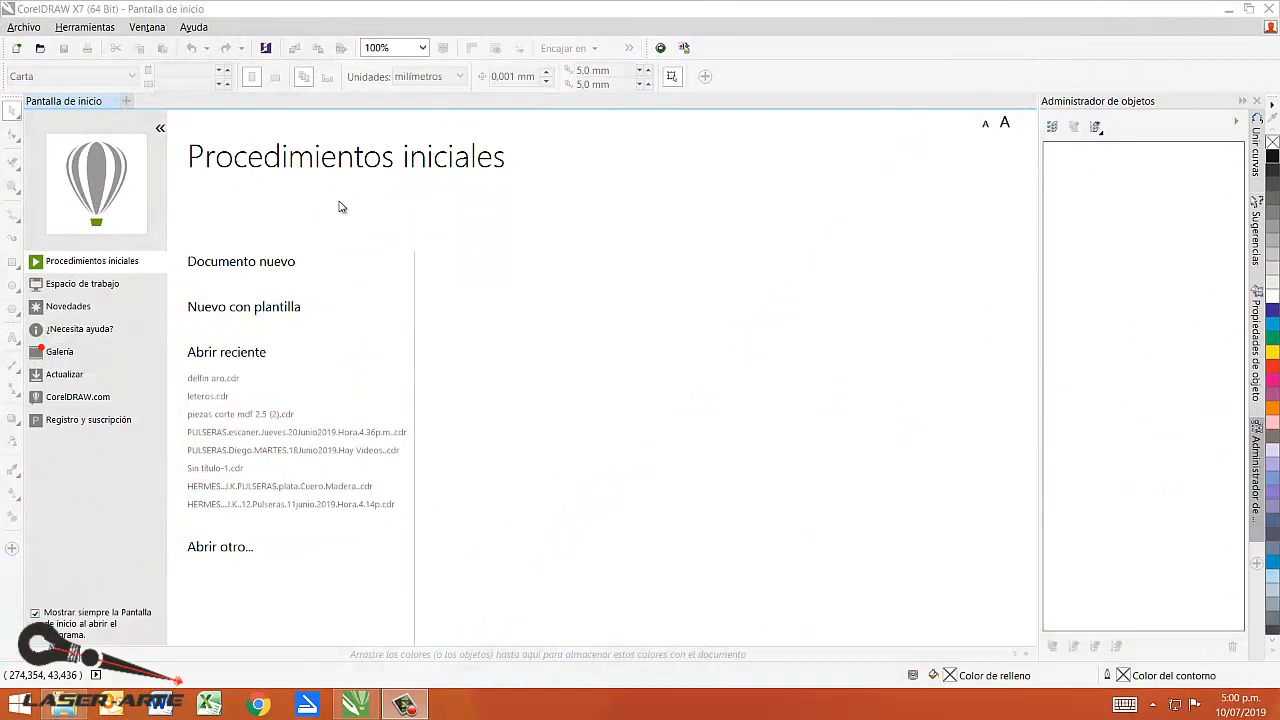 CorelDRAW X7 (64 Bit) - Pantalla de inicio
Archivo Herramientas Ventana Ayuda
100% Encajar en
Carta Unidades: milímetros 0,001 mm 5,0 mm
5,0 mm
Pantalla de inicio
Administrador de objetos
A A
Procedimientos iniciales
Procedimientos iniciales
Espacio de trabajo
Novedades
¿Necesita ayuda?
Galería
Actualizar
CorelDRAW.com
Registro y suscripción
Documento nuevo
Nuevo con plantilla
Abrir reciente
delfin aro.cdr
leteros.cdr
piezas corte mdf 2.5 (2).cdr
PULSERAS.escaner.Jueves.20Junio2019.Hora.4.36p.m..cdr
PULSERAS.Diego.MARTES.18Junio2019.Hay Videos..cdr
Sin título-1.cdr
HERMES..J.K.PULSERAS.plata.Cuero.Madera..cdr
HERMES...J.K..12.Pulseras.11junio.2019.Hora.4.14p.cdr
Abrir otro...
Mostrar siempre la Pantalla
de inicio al abrir el
programa.
Unir curvas
Sugerencias
Propiedades de objeto
Administrador de ...
Arrastre los colores (o los objetos) hasta aquí para almacenar estos colores con el documento
(274,354, 43,436)
Color de relleno
Color del contorno
LASER-ARTE
5:00 p.m.
10/07/2019